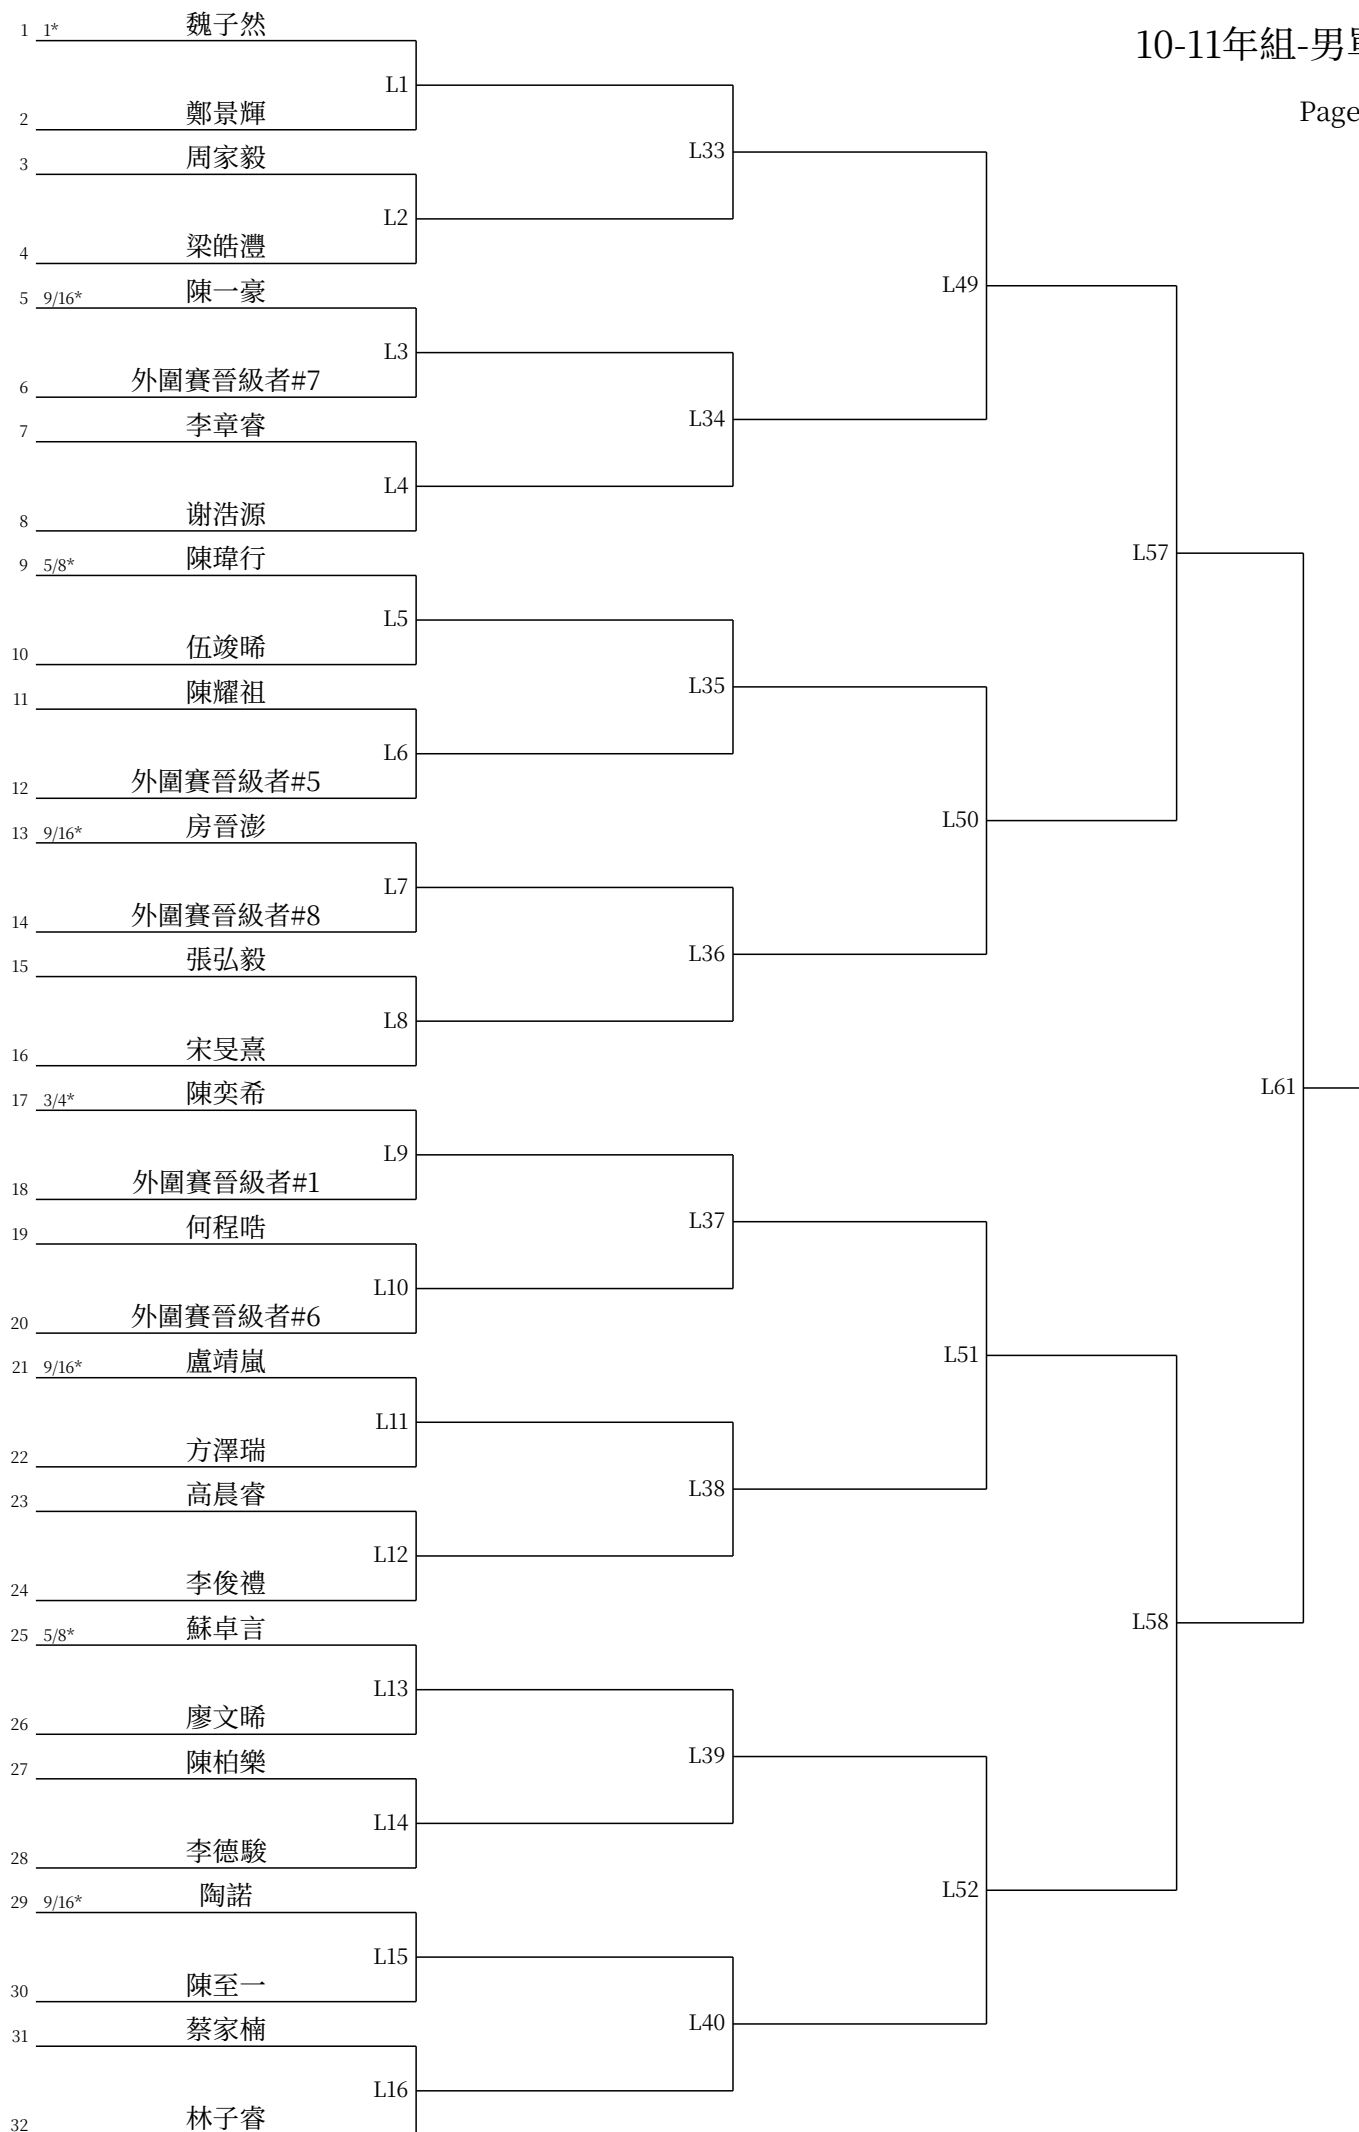 10-11年組-男單
Page
1 1* 魏子然
L1
2 鄭景輝
3 周家毅
L33
L2
4 梁皓灃
5 9/16* 陳一豪
L49
L3
6 外圍賽晉級者#7
7 李章睿
L34
L4
8 谢浩源
9 5/8* 陳瑋行
L57
L5
10 伍竣晞
11 陳耀祖
L35
L6
12 外圍賽晉級者#5
13 9/16* 房晉澎
L50
L7
14 外圍賽晉級者#8
15 張弘毅
L36
L8
16 宋旻熹
17 3/4* 陳奕希
L61
L9
18 外圍賽晉級者#1
19 何程晧
L37
L10
20 外圍賽晉級者#6
21 9/16* 盧靖嵐
L51
L11
22 方澤瑞
23 高晨睿
L38
L12
24 李俊禮
25 5/8* 蘇卓言
L58
L13
26 廖文晞
27 陳柏樂
L39
L14
28 李德駿
29 9/16* 陶諾
L52
L15
30 陳至一
31 蔡家楠
L40
L16
32 林子睿